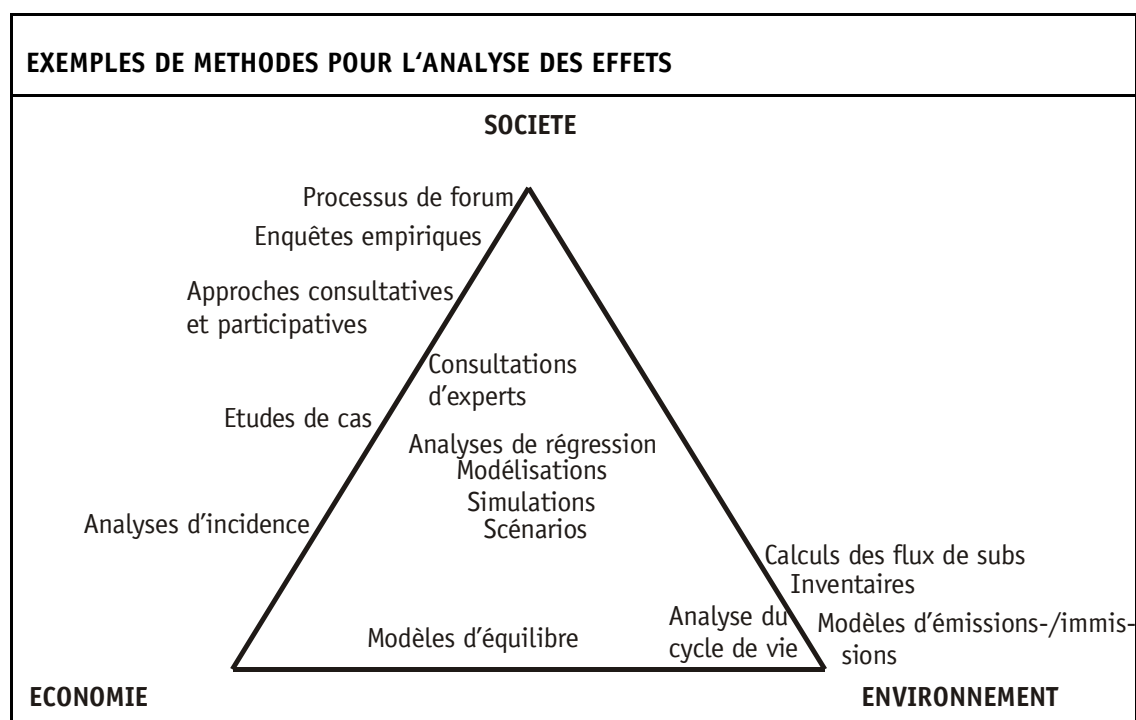 EXEMPLES DE METHODES POUR L'ANALYSE DES EFFETS
SOCIETE
Processus de forum
Enquêtes empiriques
Approches consultatives
et participatives
Consultations
d'experts
Etudes de cas
Analyses de régression
Modélisations
Simulations
Scénarios
Analyses d'incidence
Calculs des flux de subs
Inventaires
Analyse du
cycle de vie
Modèles d'émissions-/immis-
sions
Modèles d'équilibre
ECONOMIE
ENVIRONNEMENT